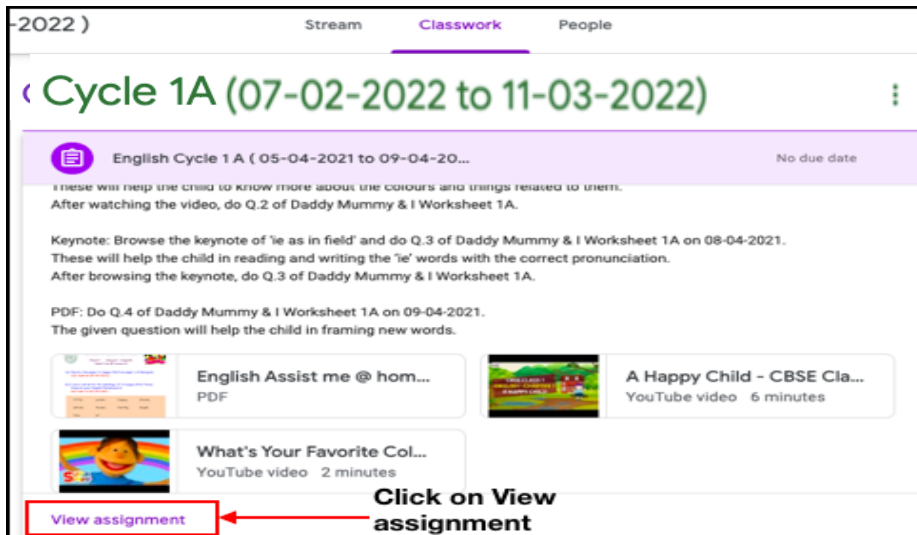 -2022 )
Stream
Classwork
People
Cycle 1A (07-02-2022 to 11-03-2022)
English Cycle 1 A ( 05-04-2021 to 09-04-20...
No due date
These will help the child to know more about the colours and things related to them.
After watching the video, do Q.2 of Daddy Mummy & I Worksheet 1A.
Keynote: Browse the keynote of 'ie as in field' and do Q.3 of Daddy Mummy & I Worksheet 1A on 08-04-2021.
These will help the child in reading and writing the 'ie' words with the correct pronunciation.
After browsing the keynote, do Q.3 of Daddy Mummy & I Worksheet 1A.
PDF: Do Q.4 of Daddy Mummy & I Worksheet 1A on 09-04-2021.
The given question will help the child in framing new words.
English Assist me @ hom...
PDF
A Happy Child - CBSE Cla...
YouTube video 6 minutes
What's Your Favorite Col...
YouTube video 2 minutes
View assignment
Click on View
assignment